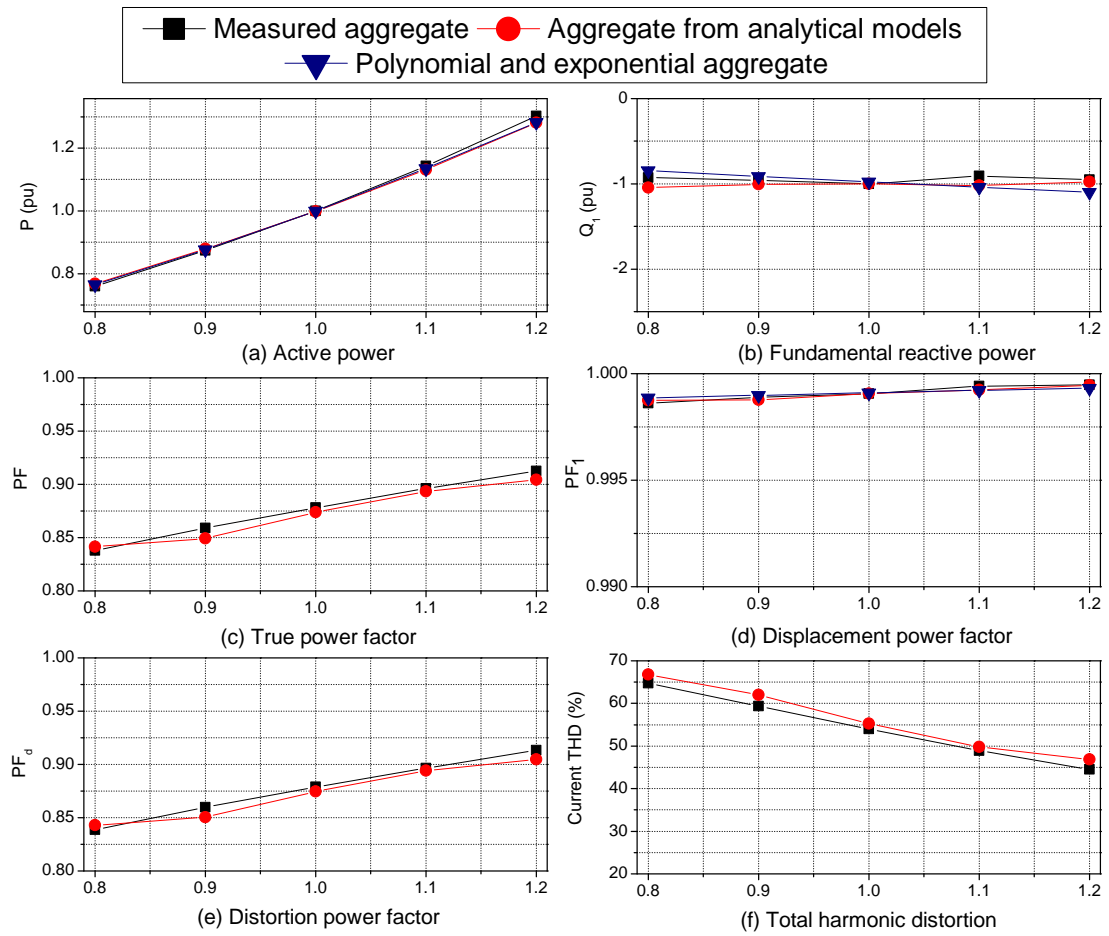 Measured aggregate
Aggregate from analytical models
Polynomial and exponential aggregate
P (pu)
1.2
1.0
0.8
0.8 0.9 1.0 1.1 1.2
(a) Active power
Q1 (pu)
0
-1
-2
0.8 0.9 1.0 1.1 1.2
(b) Fundamental reactive power
PF
1.00
0.95
0.90
0.85
0.80
0.8 0.9 1.0 1.1 1.2
(c) True power factor
PF1
1.000
0.995
0.990
0.8 0.9 1.0 1.1 1.2
(d) Displacement power factor
PFd
1.00
0.95
0.90
0.85
0.80
0.8 0.9 1.0 1.1 1.2
(e) Distortion power factor
Current THD (%)
70
60
50
40
30
20
0.8 0.9 1.0 1.1 1.2
(f) Total harmonic distortion